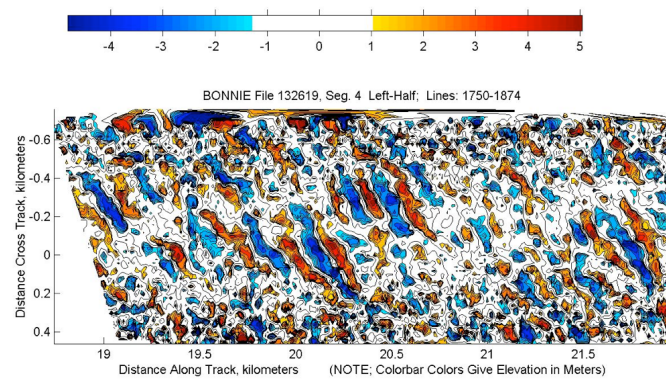 -4 -3 -2 -1 0 1 2 3 4 5
BONNIE File 132619, Seg. 4 Left-Half; Lines: 1750-1874
Distance Cross Track, kilometers
-0.6
-0.4
-0.2
0
0.2
0.4
19 19.5 20 20.5 21 21.5
Distance Along Track, kilometers (NOTE; Colorbar Colors Give Elevation in Meters)